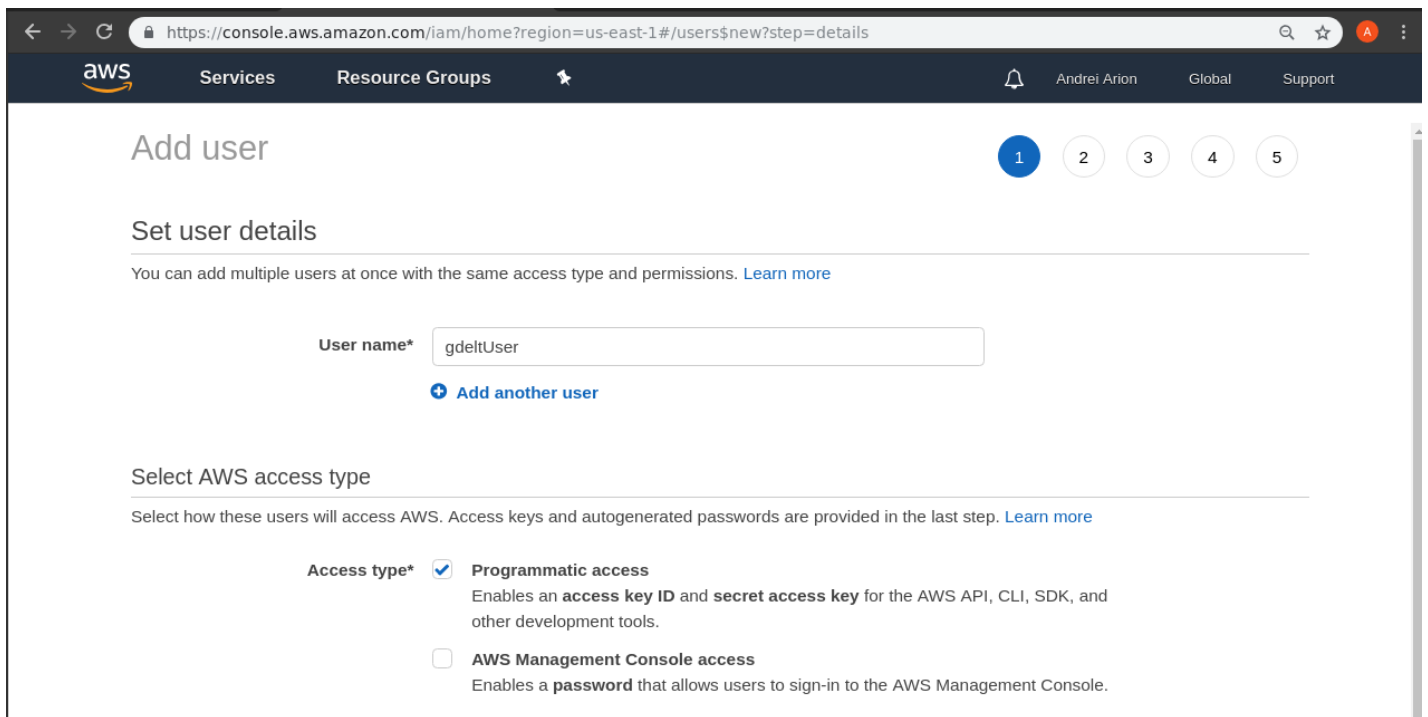 https://console.aws.amazon.com/iam/home?region=us-east-1#/users$new?step=details
A
aws Services Resource Groups Andrei Arion Global Support
Add user 1 2 3 4 5
Set user details
You can add multiple users at once with the same access type and permissions. Learn more
User name* gdeltUser
Add another user
Select AWS access type
Select how these users will access AWS. Access keys and autogenerated passwords are provided in the last step. Learn more
Access type* Programmatic access
Enables an access key ID and secret access key for the AWS API, CLI, SDK, and
other development tools.
AWS Management Console access
Enables a password that allows users to sign-in to the AWS Management Console.